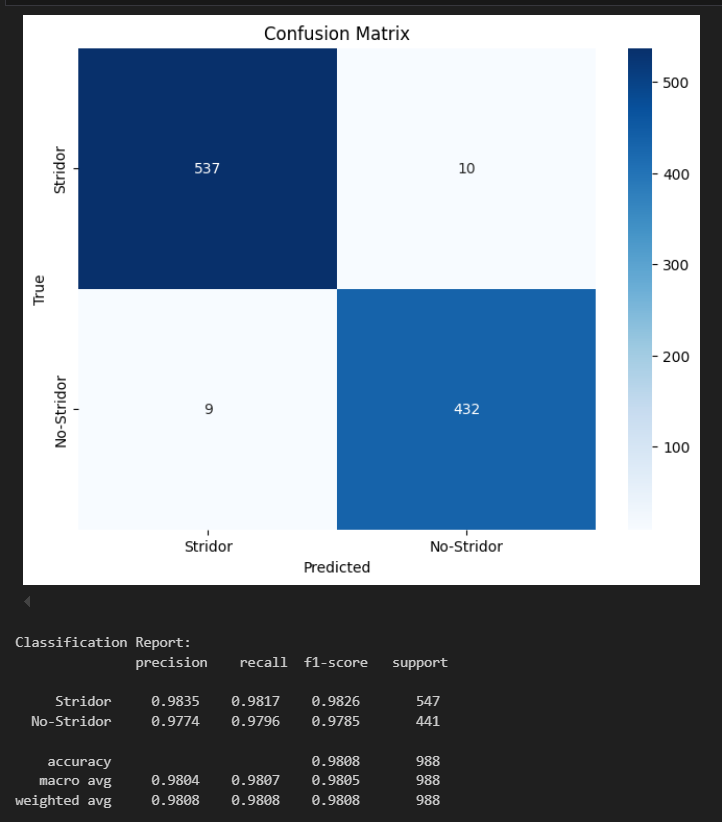 Confusion Matrix
Stridor
537
10
500
400
300
200
100
True
No-Stridor
9
432
Stridor
No-Stridor
Predicted
Classification Report:
precision recall f1-score support
Stridor 0.9835 0.9817 0.9826 547
No-Stridor 0.9774 0.9796 0.9785 441
accuracy 0.9808 988
macro avg 0.9804 0.9807 0.9805 988
weighted avg 0.9808 0.9808 0.9808 988